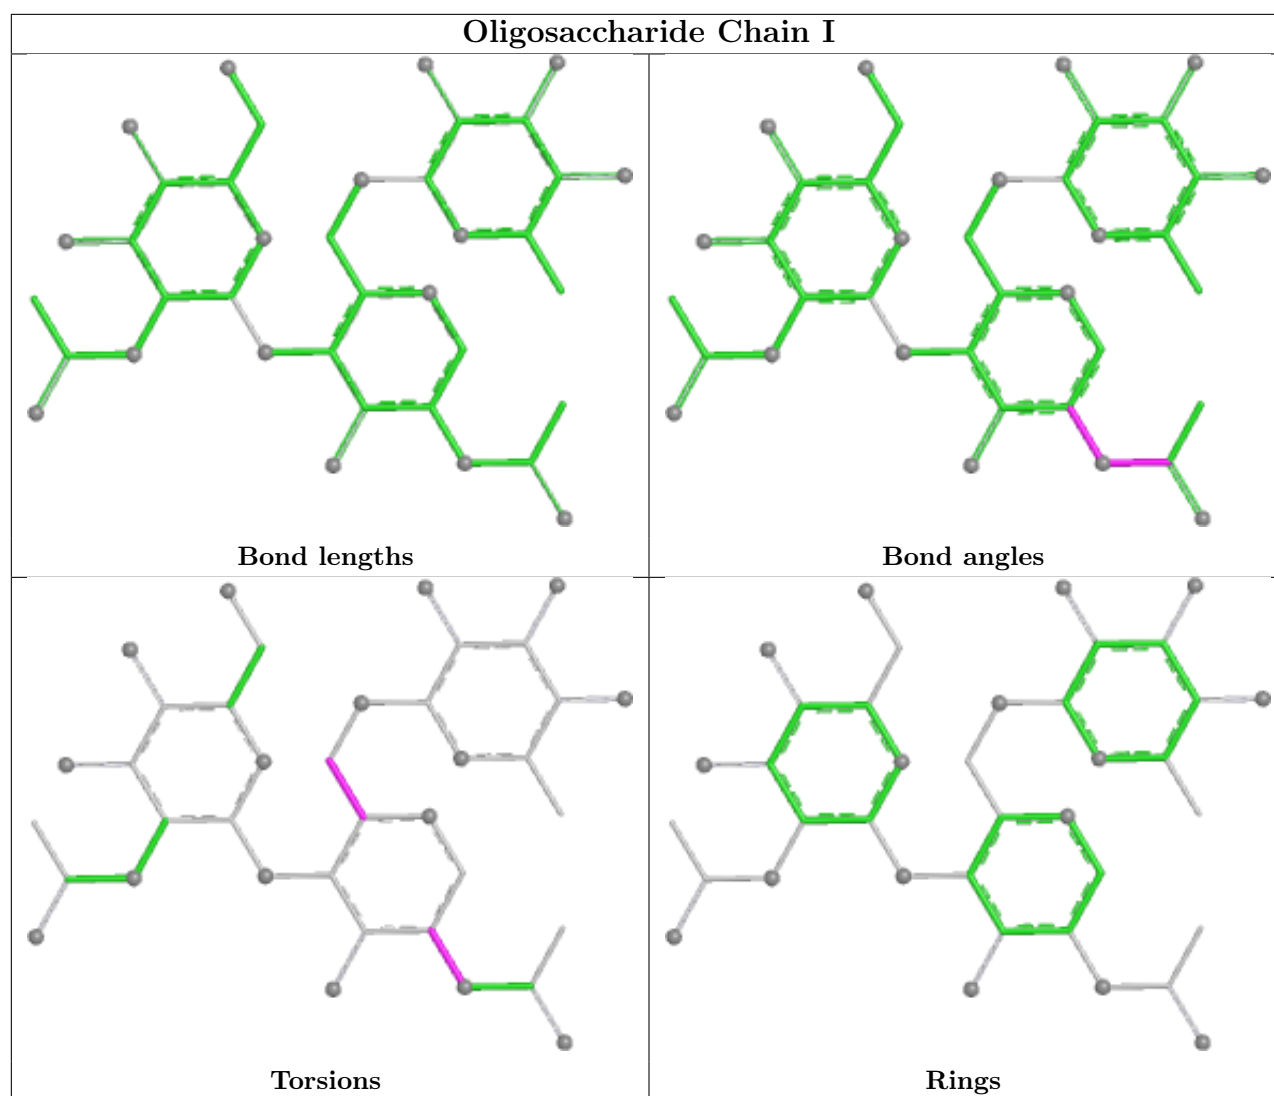 Oligosaccharide Chain I
Bond lengths
Bond angles
Torsions
Rings